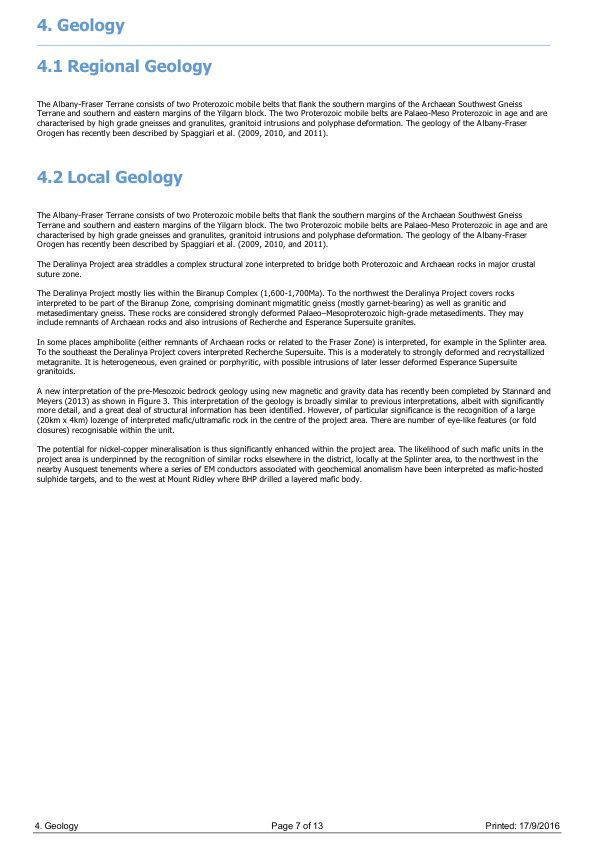 4. Geology
4.1 Regional Geology
The Albany-Fraser Terrane consists of two Proterozoic mobile belts that flank the southern margins of the Archaean Southwest Gneiss
Terrane and southern and eastern margins of the Yilgarn block. The two Proterozoic mobile belts are Palaeo-Meso Proterozoic in age and are
characterised by high grade gneisses and granulites, granitoid intrusions and polyphase deformation. The geology of the Albany-Fraser
Orogen has recently been described by Spaggiari et al. (2009, 2010, and 2011).
4.2 Local Geology
The Albany-Fraser Terrane consists of two Proterozoic mobile belts that flank the southern margins of the Archaean Southwest Gneiss
Terrane and southern and eastern margins of the Yilgarn block. The two Proterozoic mobile belts are Palaeo-Meso Proterozoic in age and are
characterised by high grade gneisses and granulites, granitoid intrusions and polyphase deformation. The geology of the Albany-Fraser
Orogen has recently been described by Spaggiari et al. (2009, 2010, and 2011).
The Deralinya Project area straddles a complex structural zone interpreted to bridge both Proterozoic and Archaean rocks in major crustal
suture zone.
The Deralinya Project mostly lies within the Biranup Complex (1,600-1,700Ma). To the northwest the Deralinya Project covers rocks
interpreted to be part of the Biranup Zone, comprising dominant migmatitic gneiss (mostly garnet-bearing) as well as granitic and
metasedimentary gneiss. These rocks are considered strongly deformed Palaeo–Mesoproterozoic high-grade metasediments. They may
include remnants of Archaean rocks and also intrusions of Recherche and Esperance Supersuite granites.
In some places amphibolite (either remnants of Archaean rocks or related to the Fraser Zone) is interpreted, for example in the Splinter area.
To the southeast the Deralinya Project covers interpreted Recherche Supersuite. This is a moderately to strongly deformed and recrystallized
metagranite. It is heterogeneous, even grained or porphyritic, with possible intrusions of later lesser deformed Esperance Supersuite
granitoids.
A new interpretation of the pre-Mesozoic bedrock geology using new magnetic and gravity data has recently been completed by Stannard and
Meyers (2013) as shown in Figure 3. This interpretation of the geology is broadly similar to previous interpretations, albeit with significantly
more detail, and a great deal of structural information has been identified. However, of particular significance is the recognition of a large
(20km x 4km) lozenge of interpreted mafic/ultramafic rock in the centre of the project area. There are number of eye-like features (or fold
closures) recognisable within the unit.
The potential for nickel-copper mineralisation is thus significantly enhanced within the project area. The likelihood of such mafic units in the
project area is underpinned by the recognition of similar rocks elsewhere in the district, locally at the Splinter area, to the northwest in the
nearby Ausquest tenements where a series of EM conductors associated with geochemical anomalism have been interpreted as mafic-hosted
sulphide targets, and to the west at Mount Ridley where BHP drilled a layered mafic body.
4. Geology Page 7 of 13 Printed: 17/9/2016